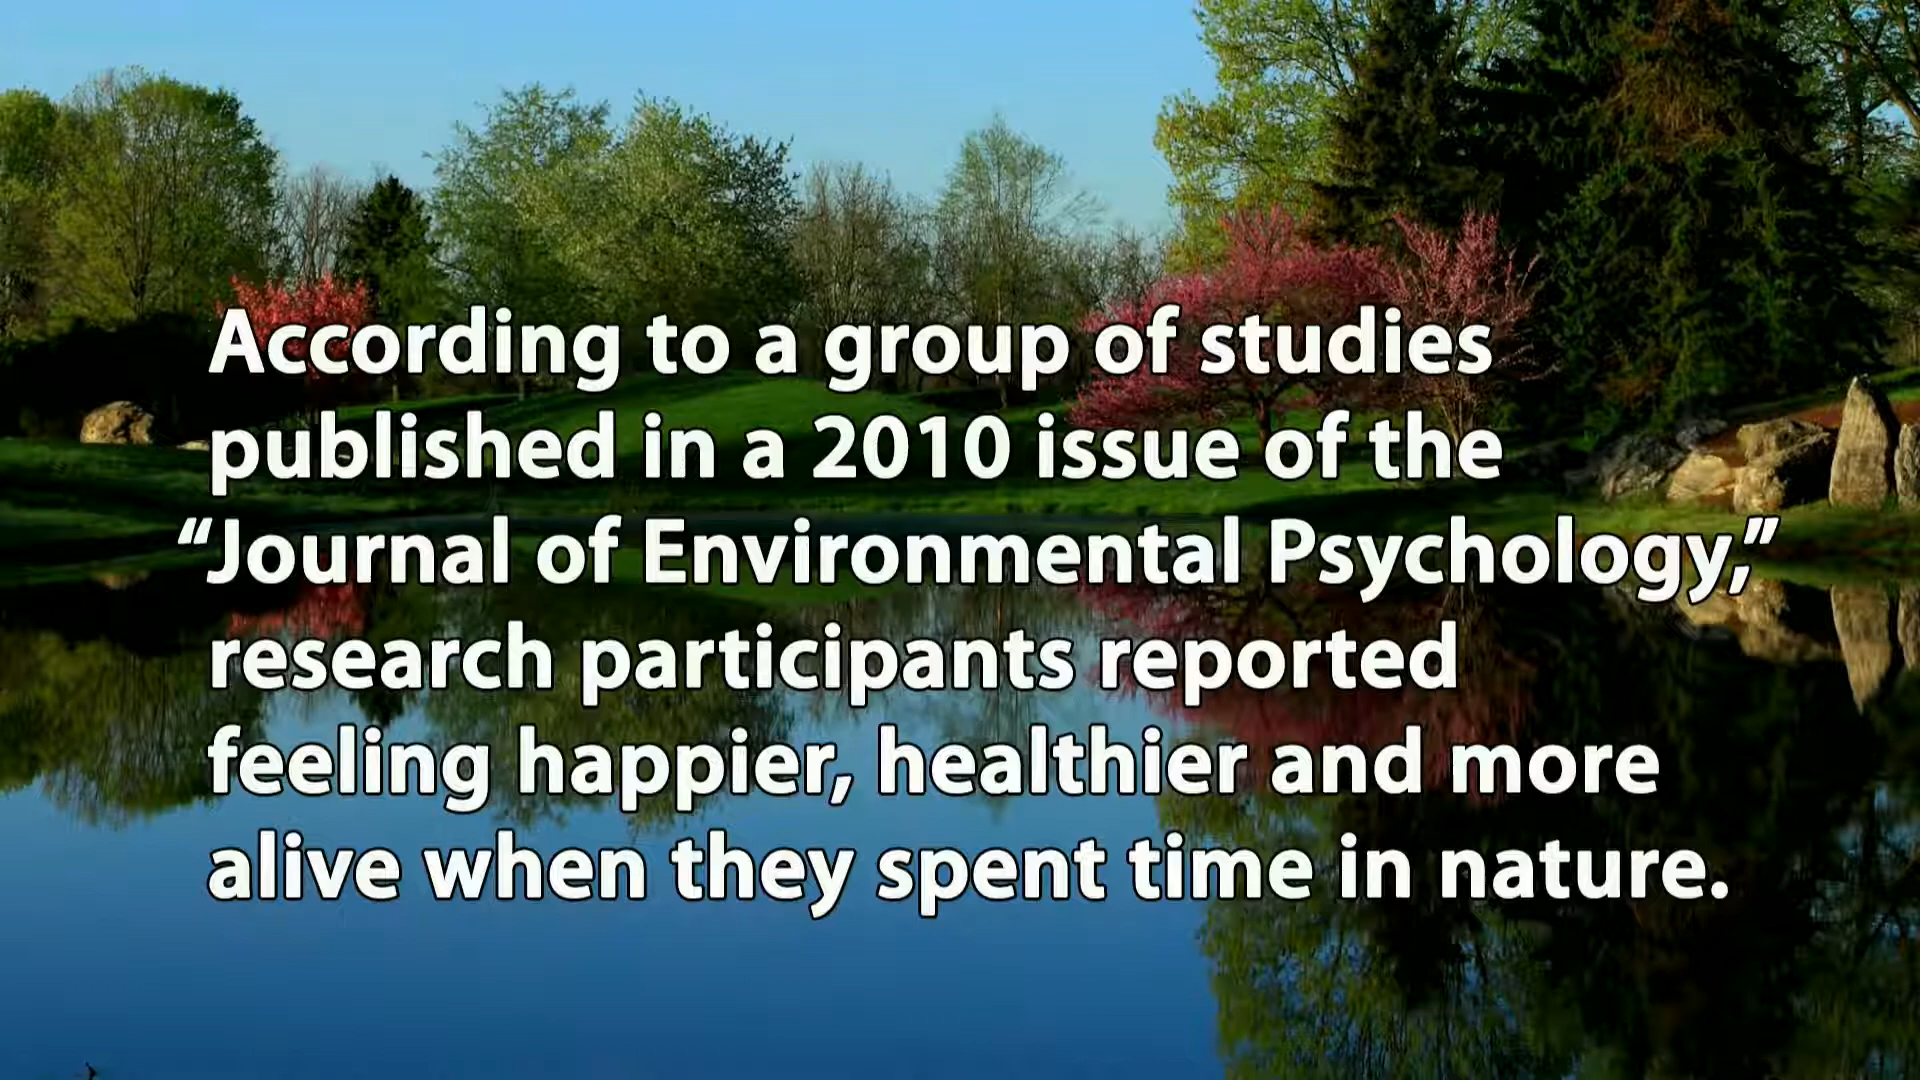 According to a group of studies
published in a 2010 issue of the
“Journal of Environmental Psychology,”
research participants reported
feeling happier, healthier and more
alive when they spent time in nature.